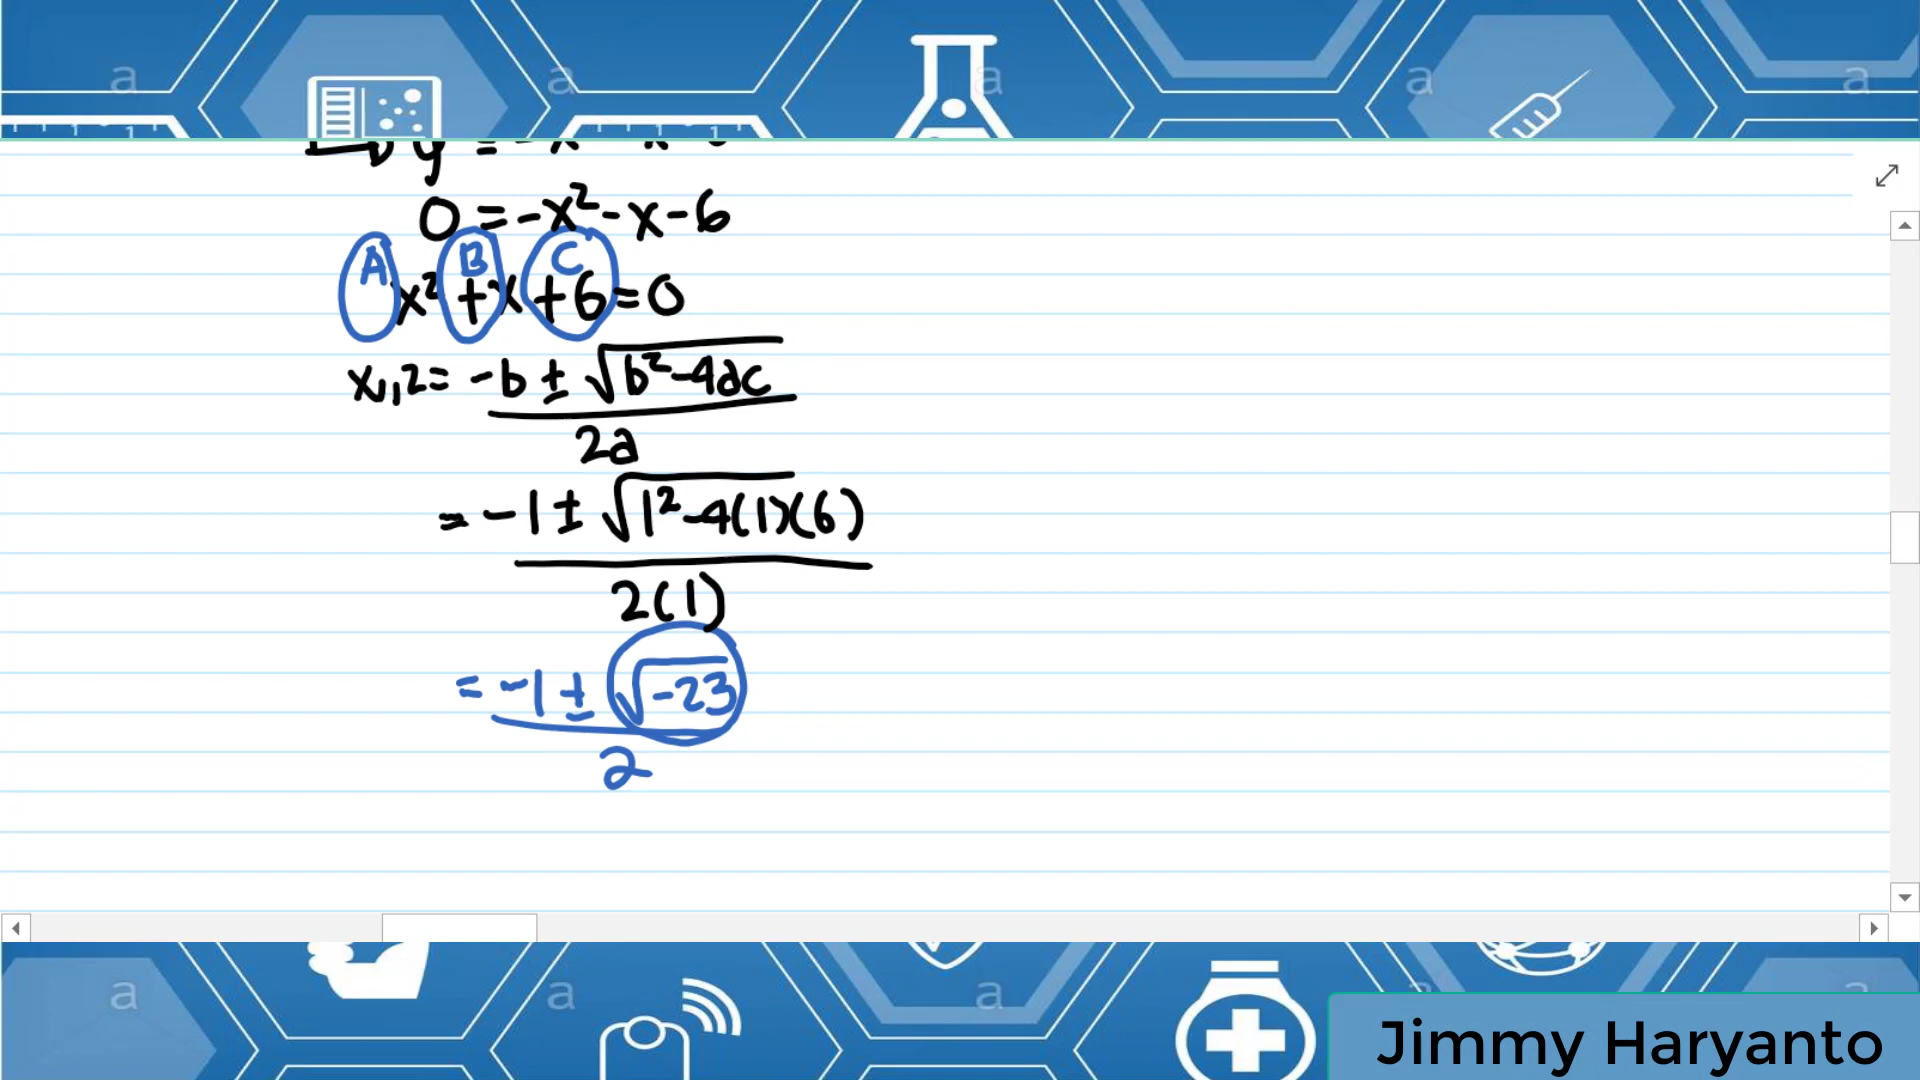 0 = -x² - x - 6
A B C
x² + x + 6 = 0
x1,2 = -b ± √b²-4ac
2a
= -1 ± √1²-4(1)(6)
2(1)
= -1 ± √-23
2
Jimmy Haryanto